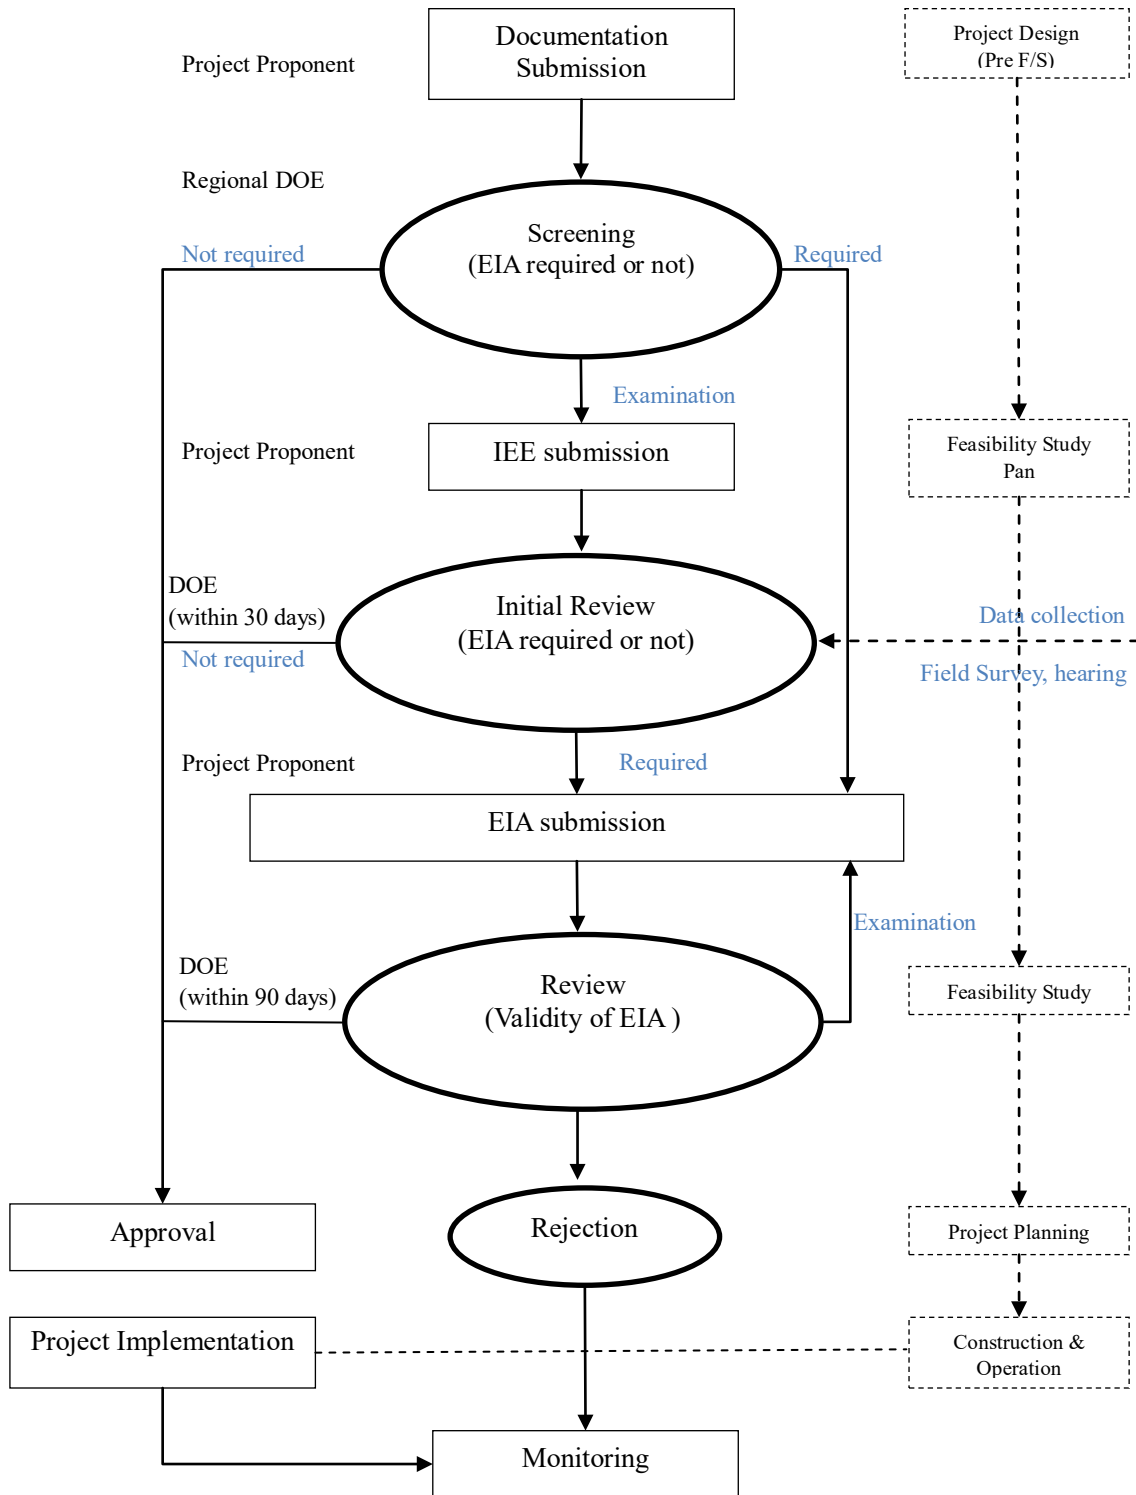 Documentation
Submission
Project Design
(Pre F/S)
Project Proponent
Regional DOE
Screening
(EIA required or not)
Not required
Required
Examination
Project Proponent
IEE submission
Feasibility Study
Pan
DOE
(within 30 days)
Not required
Initial Review
(EIA required or not)
Data collection
Field Survey, hearing
Project Proponent
Required
EIA submission
Examination
DOE
(within 90 days)
Review
(Validity of EIA )
Feasibility Study
Approval
Rejection
Project Planning
Project Implementation
Construction &
Operation
Monitoring